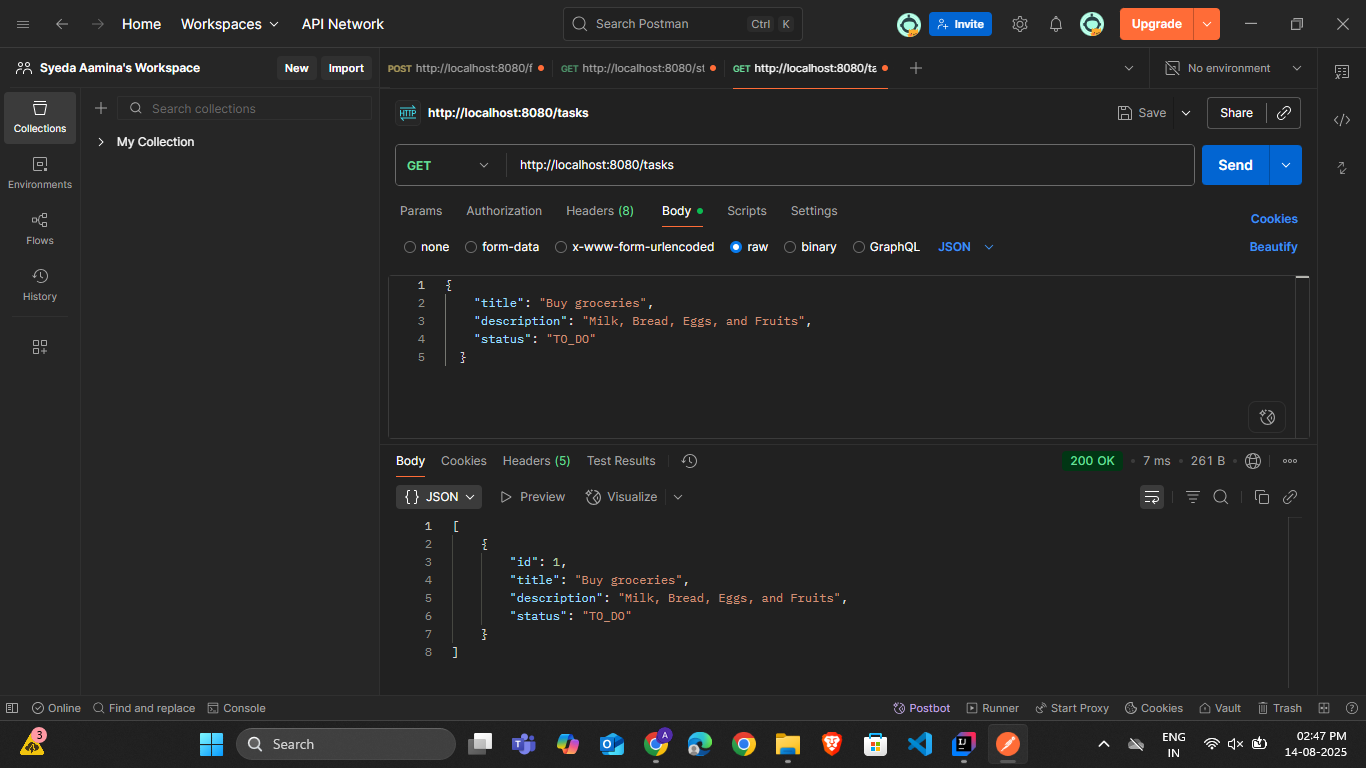 Home
Workspaces
API Network
Search Postman
Ctrl
K
Invite
Upgrade
Syeda Aamina's Workspace
New
Import
POST http://localhost:8080/f
GET http://localhost:8080/st
GET http://localhost:8080/ta
No environment
Collections
Environments
Flows
History
Search collections
My Collection
HTTP
http://localhost:8080/tasks
Save
Share
GET
http://localhost:8080/tasks
Send
Params
Authorization
Headers (8)
Body
Scripts
Settings
Cookies
none
form-data
x-www-form-urlencoded
raw
binary
GraphQL
JSON
Beautify
1 {
2 "title": "Buy groceries",
3 "description": "Milk, Bread, Eggs, and Fruits",
4 "status": "TO_DO"
5 }
Body
Cookies
Headers (5)
Test Results
200 OK
7 ms
261 B
{} JSON
Preview
Visualize
1 [
2 {
3 "id": 1,
4 "title": "Buy groceries",
5 "description": "Milk, Bread, Eggs, and Fruits",
6 "status": "TO_DO"
7 }
8 ]
Online
Find and replace
Console
Postbot
Runner
Start Proxy
Cookies
Vault
Trash
3
Search
A
ENG
IN
02:47 PM
14-08-2025